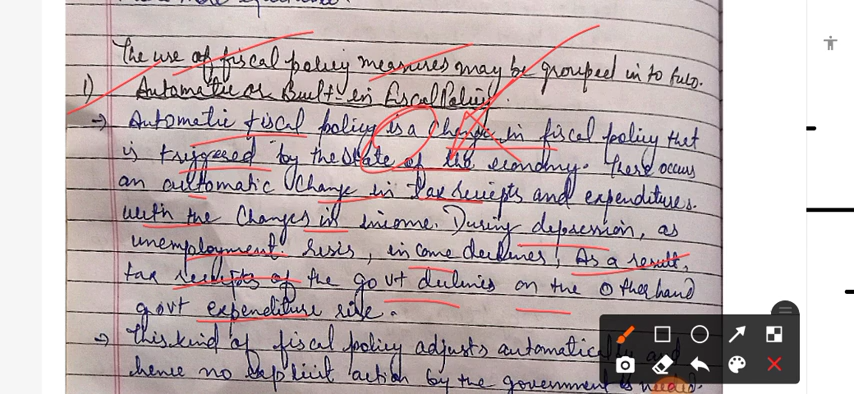 The use of fiscal policy measures may be grouped in to two.
1) Automatic or Built-in fiscal Policy.
→ Automatic fiscal policy is a change in fiscal policy that
is triggered by the state of the economy. There occurs
an automatic change in tax reciepts and expenditures.
with the changes in income. During depression, as
unemployment rises, income declines, As a result,
tax receipts of the govt declines on the other hand
govt expenditure rise.
→ This kind of fiscal policy adjusts automatically and
hence no explicit action by the government is needed.